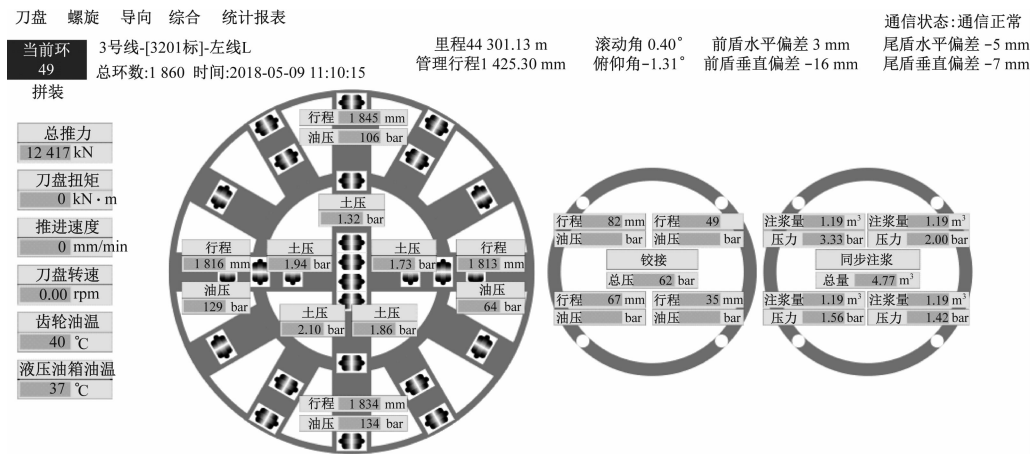 刀盘 螺旋 导向 综合 统计报表
通信状态:通信正常
当前环
49
拼装
3号线-[3201标]-左线L
总环数:1 860 时间:2018-05-09 11:10:15
里程44 301.13 m 滚动角 0.40° 前盾水平偏差 3 mm 尾盾水平偏差 -5 mm
管理行程1 425.30 mm 俯仰角-1.31° 前盾垂直偏差 -16 mm 尾盾垂直偏差 -7 mm
总推力
12 417 kN
刀盘扭矩
0 kN·m
推进速度
0 mm/min
刀盘转速
0.00 rpm
齿轮油温
40 ℃
液压油箱油温
37 ℃
行程 1 845 mm
油压 106 bar
土压
1.32 bar
行程
1 816 mm
油压
129 bar
土压
1.94 bar
土压
1.73 bar
行程
1 813 mm
油压
64 bar
土压
2.10 bar
土压
1.86 bar
行程 1 834 mm
油压 134 bar
行程 82 mm 行程 49
油压 bar 油压 bar
铰接
总压 62 bar
行程 67 mm 行程 35 mm
油压 bar 油压 bar
注浆量 1.19 m³ 注浆量 1.19 m³
压力 3.33 bar 压力 2.00 bar
同步注浆
总量 4.77 m³
注浆量 1.19 m³ 注浆量 1.19 m³
压力 1.56 bar 压力 1.42 bar